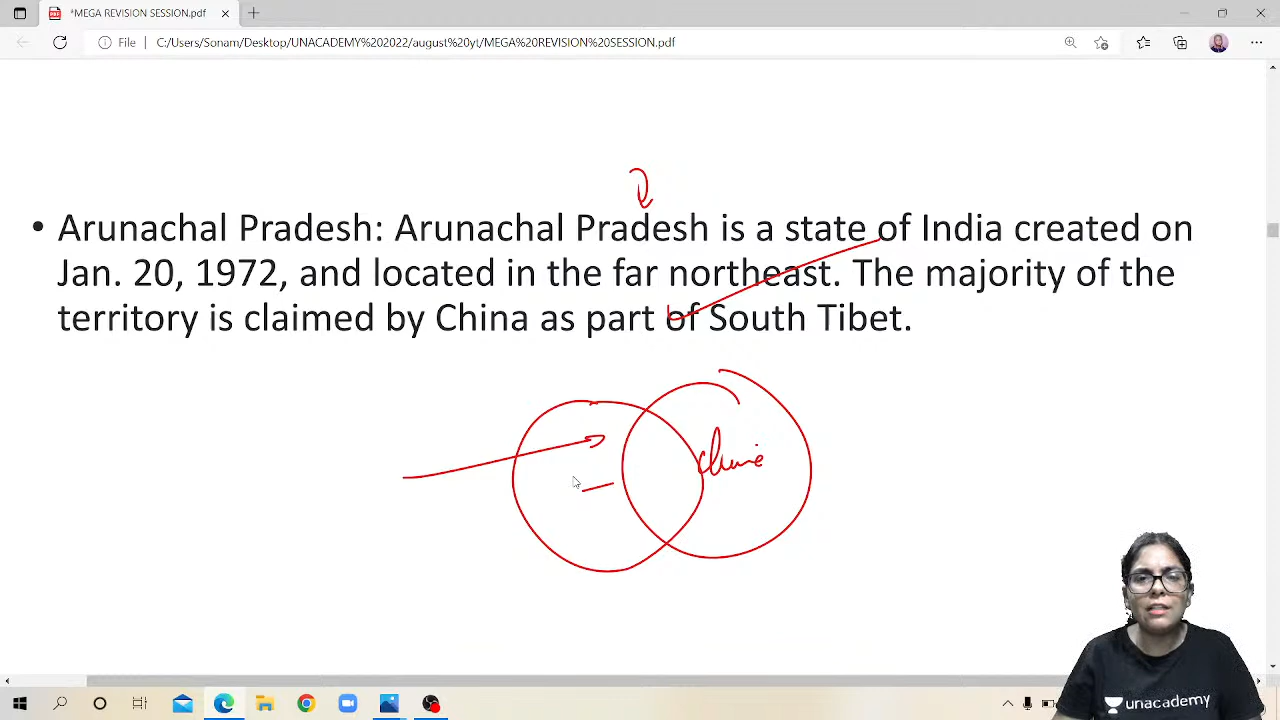 *MEGA REVISION SESSION.pdf
File | C:/Users/Sonam/Desktop/UNACADEMY%202022/august%20yt/MEGA%20REVISION%20SESSION.pdf
• Arunachal Pradesh: Arunachal Pradesh is a state of India created on
Jan. 20, 1972, and located in the far northeast. The majority of the
territory is claimed by China as part of South Tibet.
unacademy